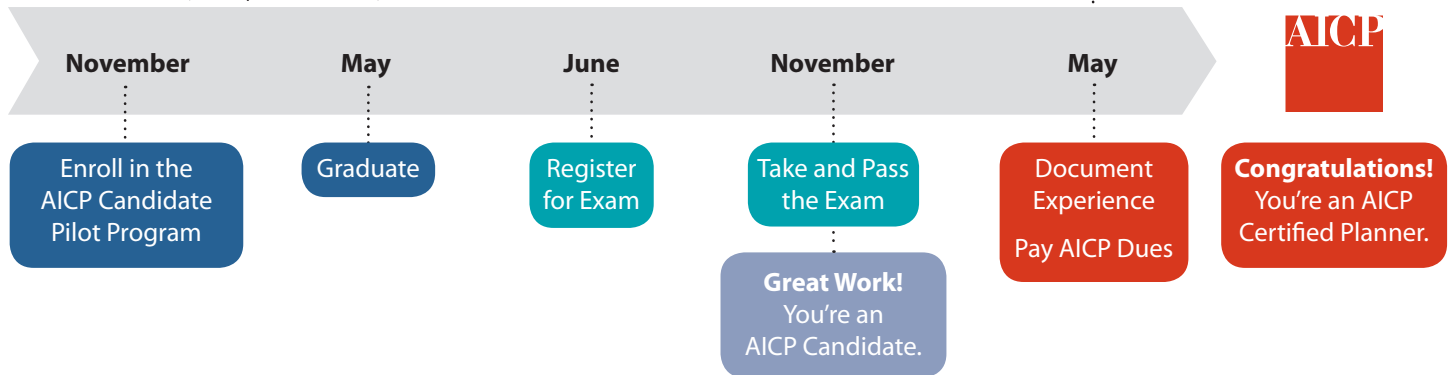 November
May
June
November
May
AICP
Enroll in the
AICP Candidate
Pilot Program
Graduate
Register
for Exam
Take and Pass
the Exam
Great Work!
You're an
AICP Candidate.
Document
Experience
Pay AICP Dues
Congratulations!
You're an AICP
Certified Planner.